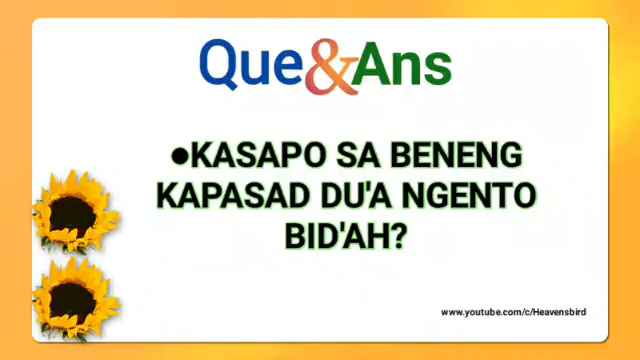 Que&Ans
●KASAPO SA BENENG
KAPASAD DU'A NGENTO
BID'AH?
www.youtube.com/c/Heavensbird